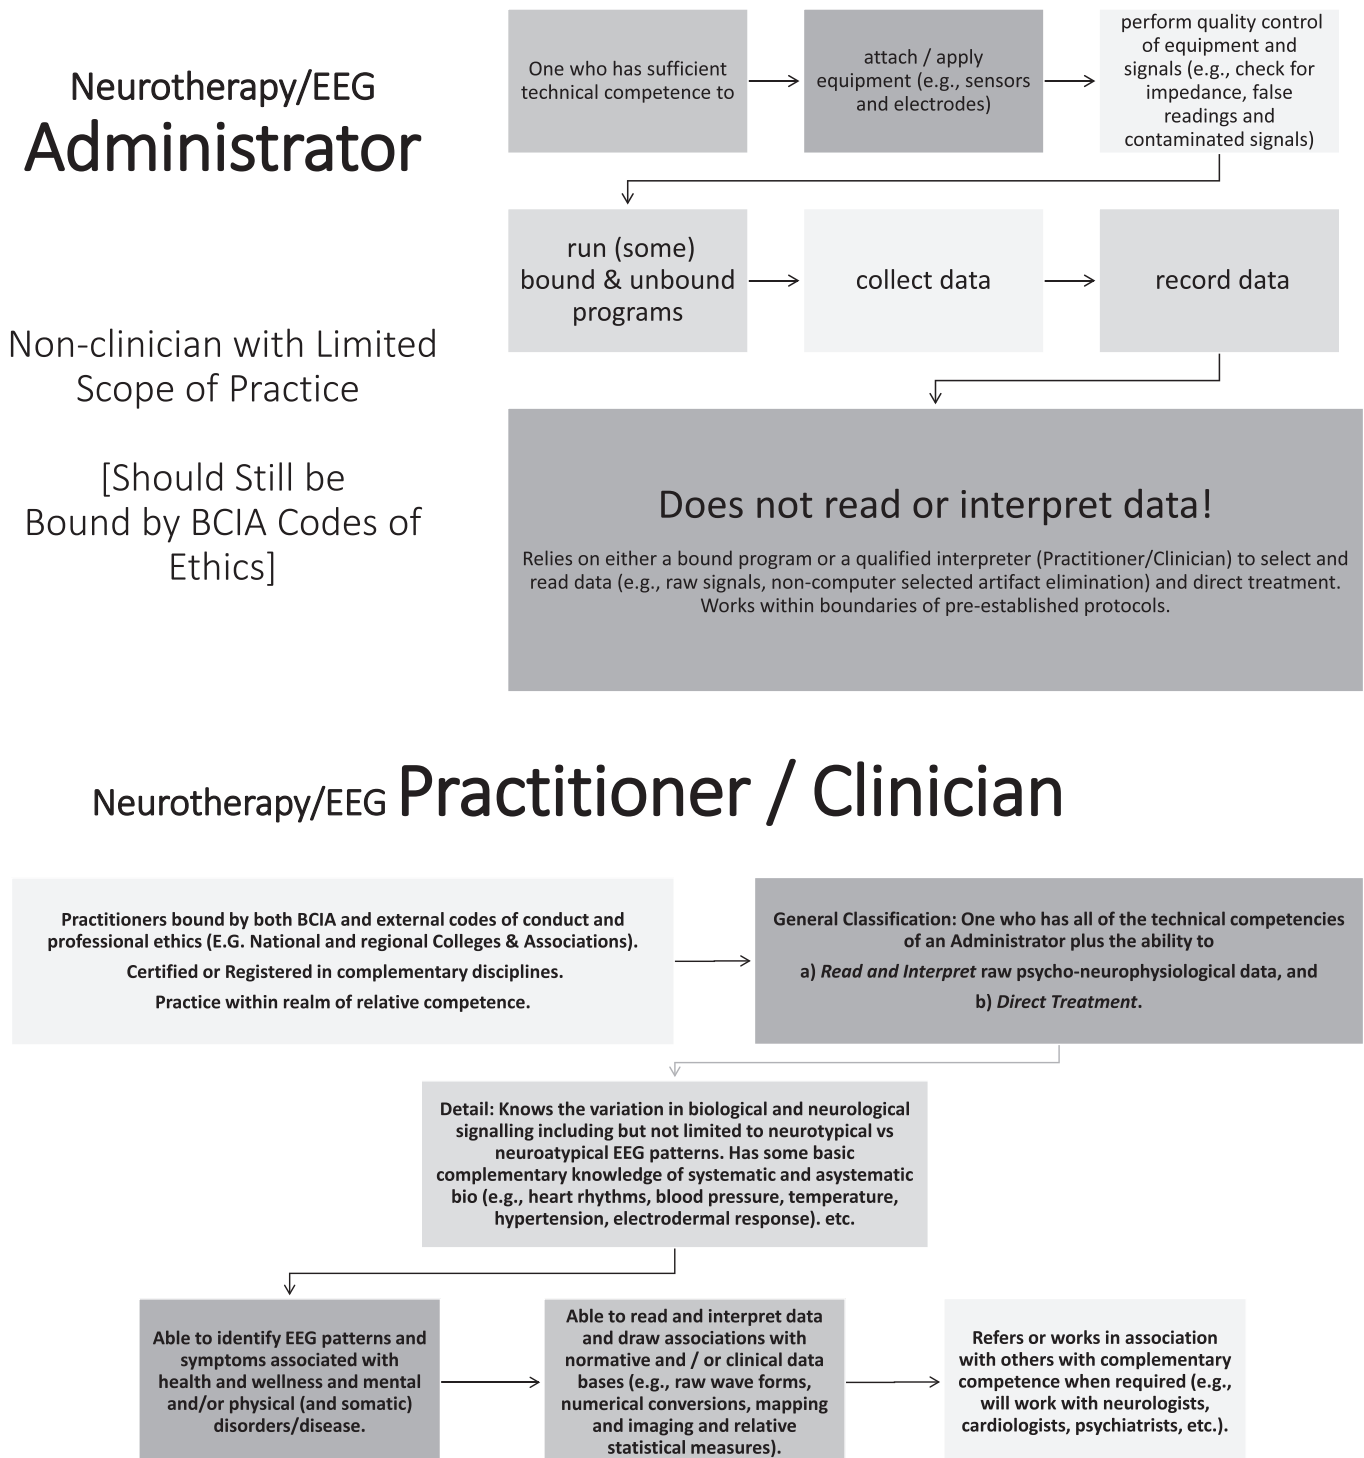 Neurotherapy/EEG
Administrator
Non-clinician with Limited
Scope of Practice
[Should Still be
Bound by BCIA Codes of
Ethics]
One who has sufficient
technical competence to
attach / apply
equipment (e.g., sensors
and electrodes)
perform quality control
of equipment and
signals (e.g., check for
impedance, false
readings and
contaminated signals)
run (some)
bound & unbound
programs
collect data
record data
Does not read or interpret data!
Relies on either a bound program or a qualified interpreter (Practitioner/Clinician) to select and
read data (e.g., raw signals, non-computer selected artifact elimination) and direct treatment.
Works within boundaries of pre-established protocols.
Neurotherapy/EEG Practitioner / Clinician
Practitioners bound by both BCIA and external codes of conduct and
professional ethics (E.G. National and regional Colleges & Associations).
Certified or Registered in complementary disciplines.
Practice within realm of relative competence.
General Classification: One who has all of the technical competencies
of an Administrator plus the ability to
a) Read and Interpret raw psycho-neurophysiological data, and
b) Direct Treatment.
Detail: Knows the variation in biological and neurological
signalling including but not limited to neurotypical vs
neuroatypical EEG patterns. Has some basic
complementary knowledge of systematic and asystematic
bio (e.g., heart rhythms, blood pressure, temperature,
hypertension, electrodermal response). etc.
Able to identify EEG patterns and
symptoms associated with
health and wellness and mental
and/or physical (and somatic)
disorders/disease.
Able to read and interpret data
and draw associations with
normative and / or clinical data
bases (e.g., raw wave forms,
numerical conversions, mapping
and imaging and relative
statistical measures).
Refers or works in association
with others with complementary
competence when required (e.g.,
will work with neurologists,
cardiologists, psychiatrists, etc.).